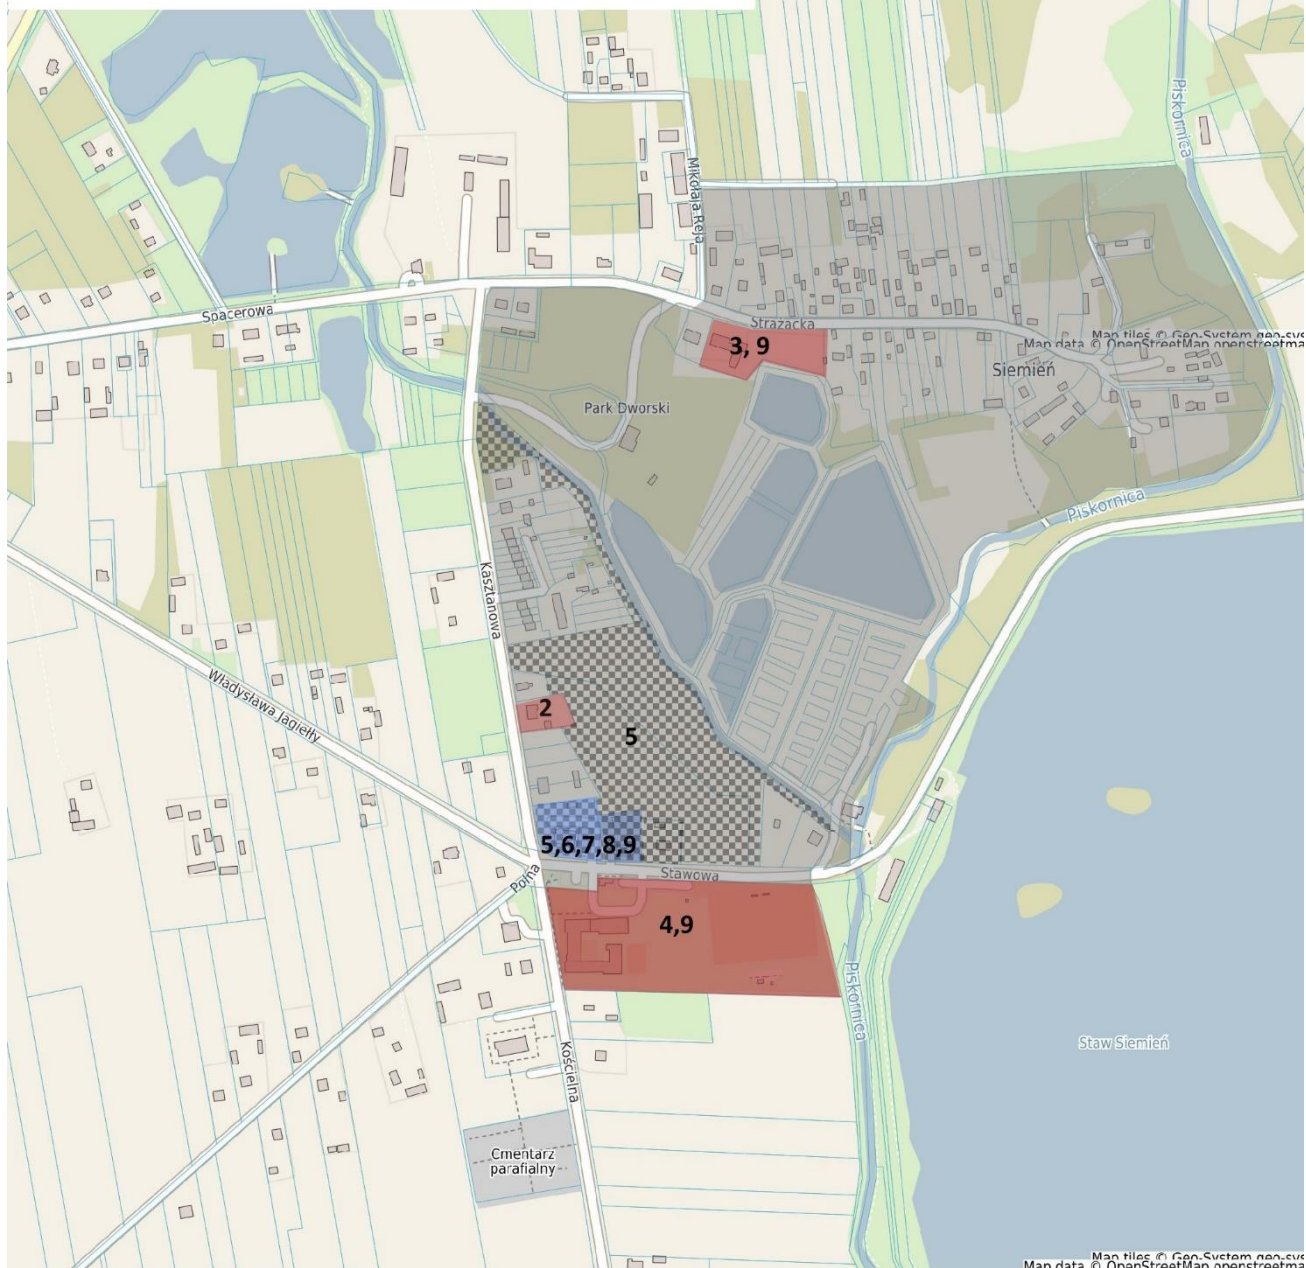 Piskornica
Mikołaja Reja
Spacerowa
Strażacka
Map tiles © Geo-System geo-sys
Map data © OpenStreetMap openstreetma
3, 9
Siemień
Park Dworski
Piskornica
Kasztanowa
Władysława Jagiełły
2
5
5,6,7,8,9
Stawowa
Polna
4,9
Piskornica
Staw Siemień
Kościelna
Cmentarz
parafialny
Map tiles © Geo-System geo-sys
Map data © OpenStreetMap openstreetma